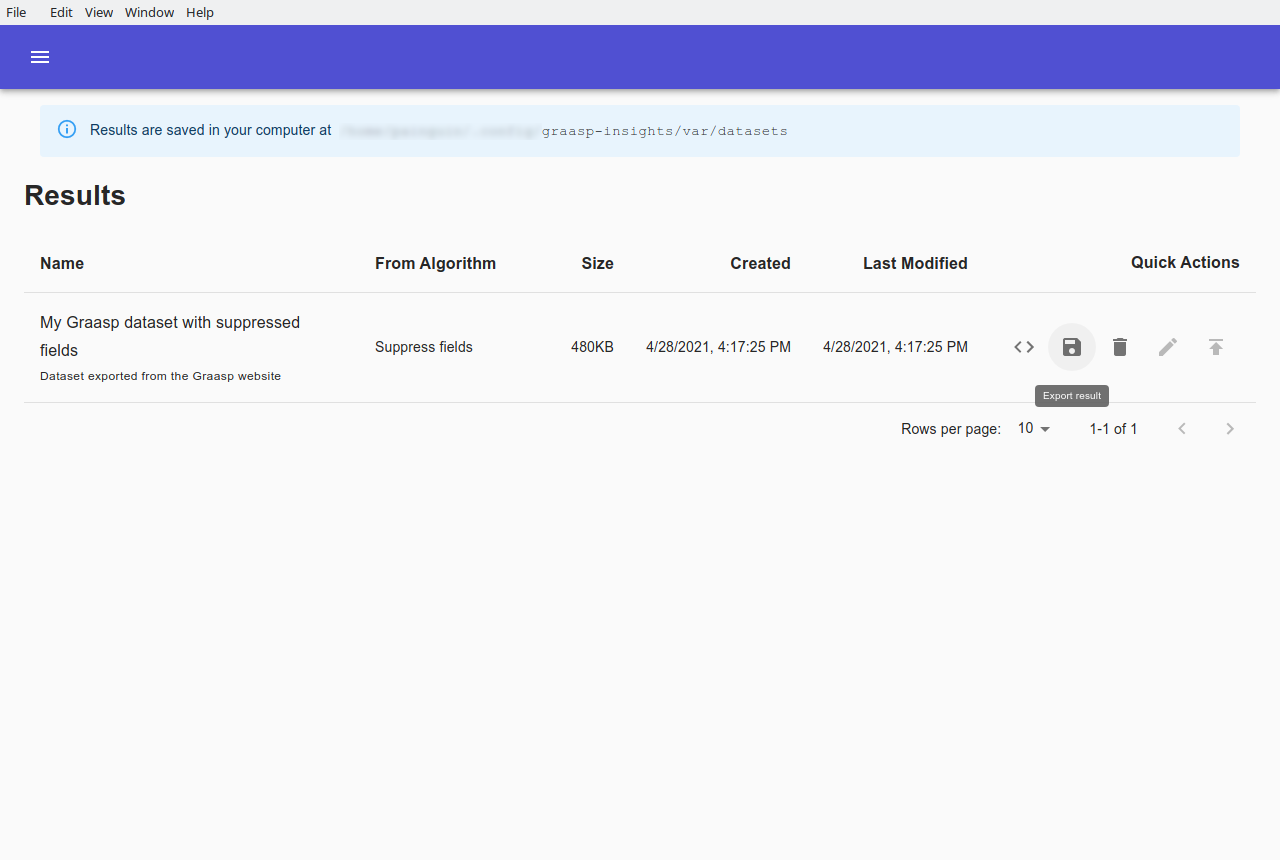 File Edit View Window Help
Results are saved in your computer at graasp-insights/var/datasets
Results
Name From Algorithm Size Created Last Modified Quick Actions
My Graasp dataset with suppressed
fields
Dataset exported from the Graasp website
Suppress fields 480KB 4/28/2021, 4:17:25 PM 4/28/2021, 4:17:25 PM
Export result
Rows per page: 10 1-1 of 1